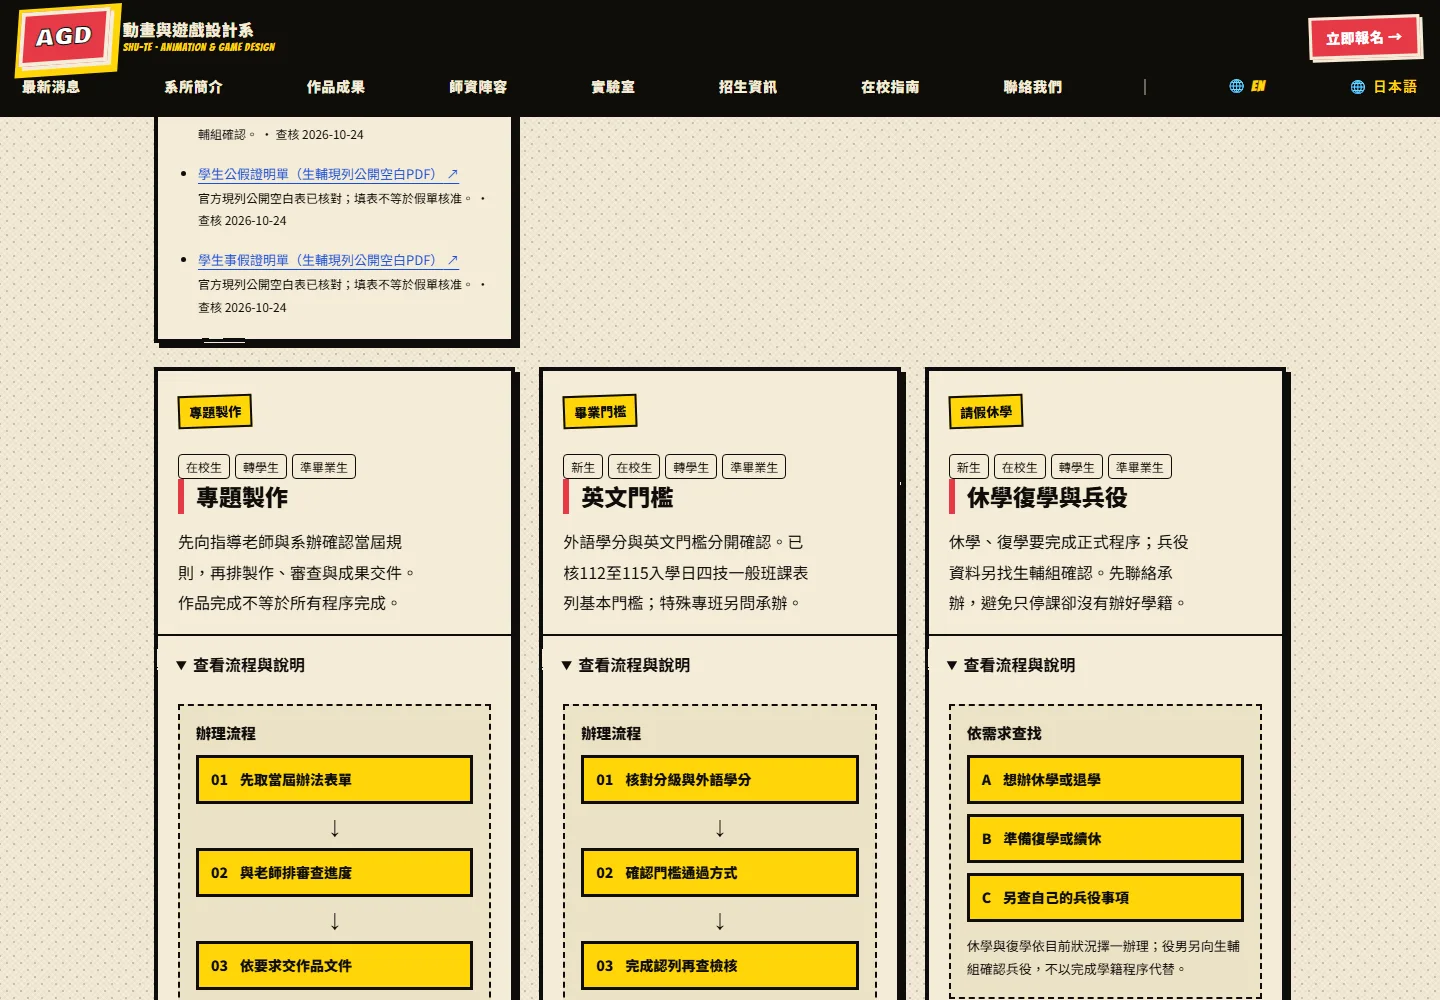 AGD
動畫與遊戲設計系
SHU-TE · ANIMATION & GAME DESIGN
立即報名 →
最新消息 系所簡介 作品成果 師資陣容 實驗室 招生資訊 在校指南 聯絡我們 | 🌐 EN 🌐 日本語
輔組確認。 · 查核 2026-10-24
學生公假證明單（生輔現列公開空白PDF） ↗
官方現列公開空白表已核對；填表不等於假單核准。 ·
查核 2026-10-24
學生事假證明單（生輔現列公開空白PDF） ↗
官方現列公開空白表已核對；填表不等於假單核准。 ·
查核 2026-10-24
專題製作
在校生 轉學生 準畢業生
專題製作
先向指導老師與系辦確認當屆規
則，再排製作、審查與成果交件。
作品完成不等於所有程序完成。
▼ 查看流程與說明
辦理流程
01 先取當屆辦法表單
↓
02 與老師排審查進度
↓
03 依要求交作品文件
畢業門檻
新生 在校生 轉學生 準畢業生
英文門檻
外語學分與英文門檻分開確認。已
核112至115入學日四技一般班課表
列基本門檻；特殊專班另問承辦。
▼ 查看流程與說明
辦理流程
01 核對分級與外語學分
↓
02 確認門檻通過方式
↓
03 完成認列再查檢核
請假休學
新生 在校生 轉學生 準畢業生
休學復學與兵役
休學、復學要完成正式程序；兵役
資料另找生輔組確認。先聯絡承
辦，避免只停課卻沒有辦好學籍。
▼ 查看流程與說明
依需求查找
A 想辦休學或退學
B 準備復學或續休
C 另查自己的兵役事項
休學與復學依目前狀況擇一辦理；役男另向生輔
組確認兵役，不以完成學籍程序代替。